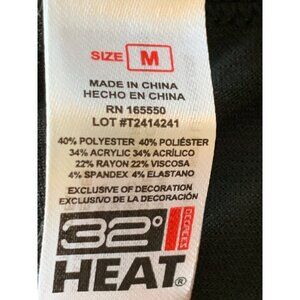 SIZE M
MADE IN CHINA
HECHO EN CHINA
RN 165550
LOT #T2414241
40% POLYESTER 40% POLIÉSTER
34% ACRYLIC 34% ACRÍLICO
22% RAYON 22% VISCOSA
4% SPANDEX 4% ELASTANO
EXCLUSIVE OF DECORATION
EXCLUSIVO DE LA DECORACIÓN
32° DEGREES
HEAT®